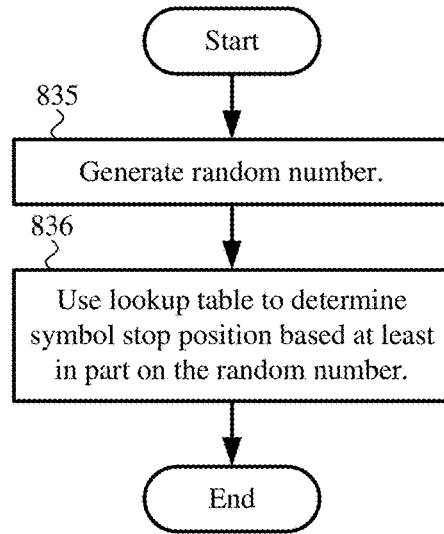 Start
835
Generate random number.
836
Use lookup table to determine
symbol stop position based at least
in part on the random number.
End